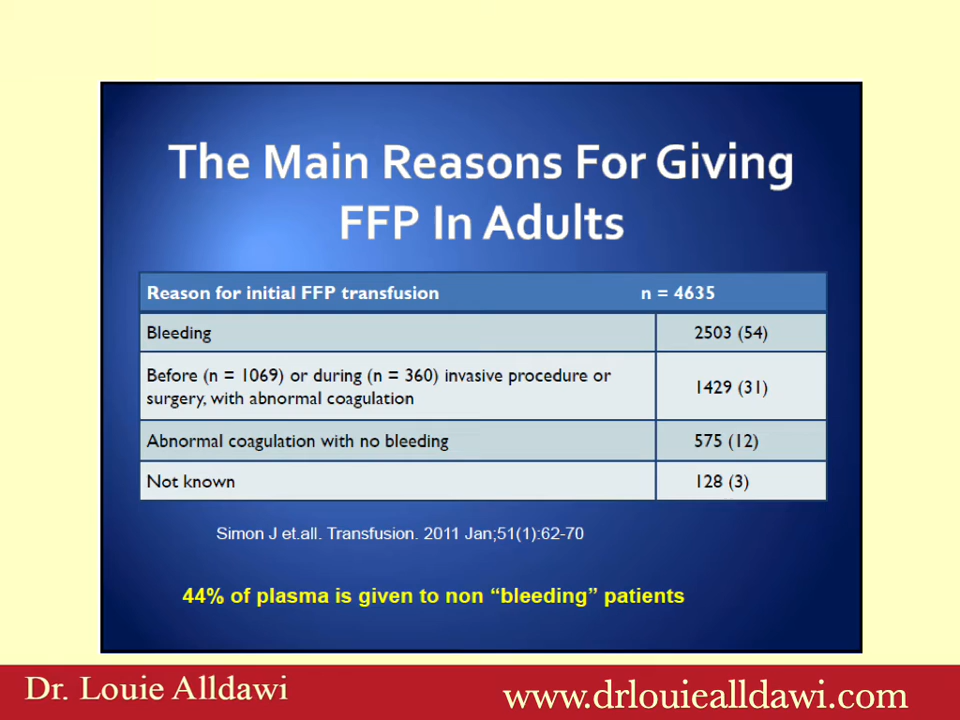 The Main Reasons For Giving
FFP In Adults
Reason for initial FFP transfusion n = 4635
Bleeding 2503 (54)
Before (n = 1069) or during (n = 360) invasive procedure or
surgery, with abnormal coagulation 1429 (31)
Abnormal coagulation with no bleeding 575 (12)
Not known 128 (3)
Simon J et.all. Transfusion. 2011 Jan;51(1):62-70
44% of plasma is given to non “bleeding” patients
Dr. Louie Alldawi www.drlouiealldawi.com